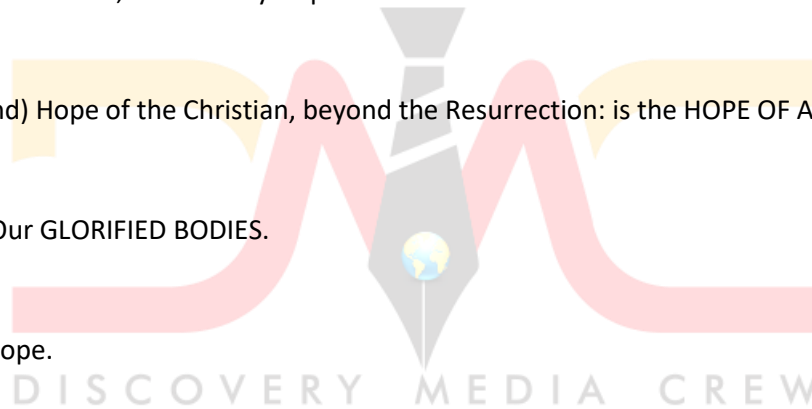 nd) Hope of the Christian, beyond the Resurrection: is the HOPE OF A
Our GLORIFIED BODIES.
ope.
DISCOVERY MEDIA CREW